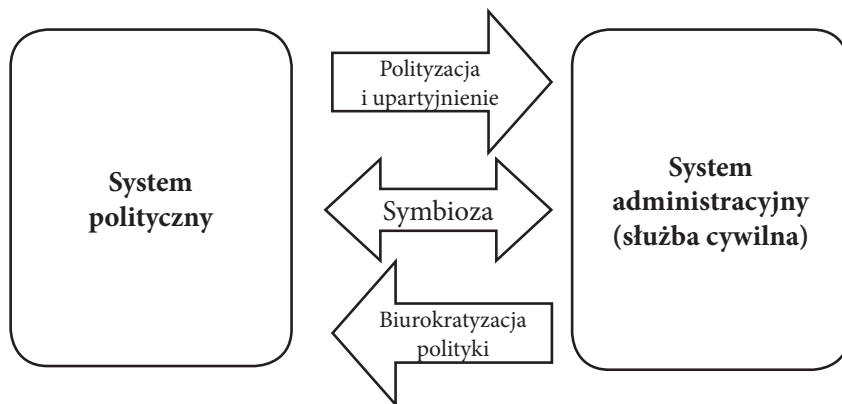 System
polityczny
Polityzacja
i upartyjnienie
Symbioza
Biurokratyzacja
polityki
System
administracyjny
(służba cywilna)